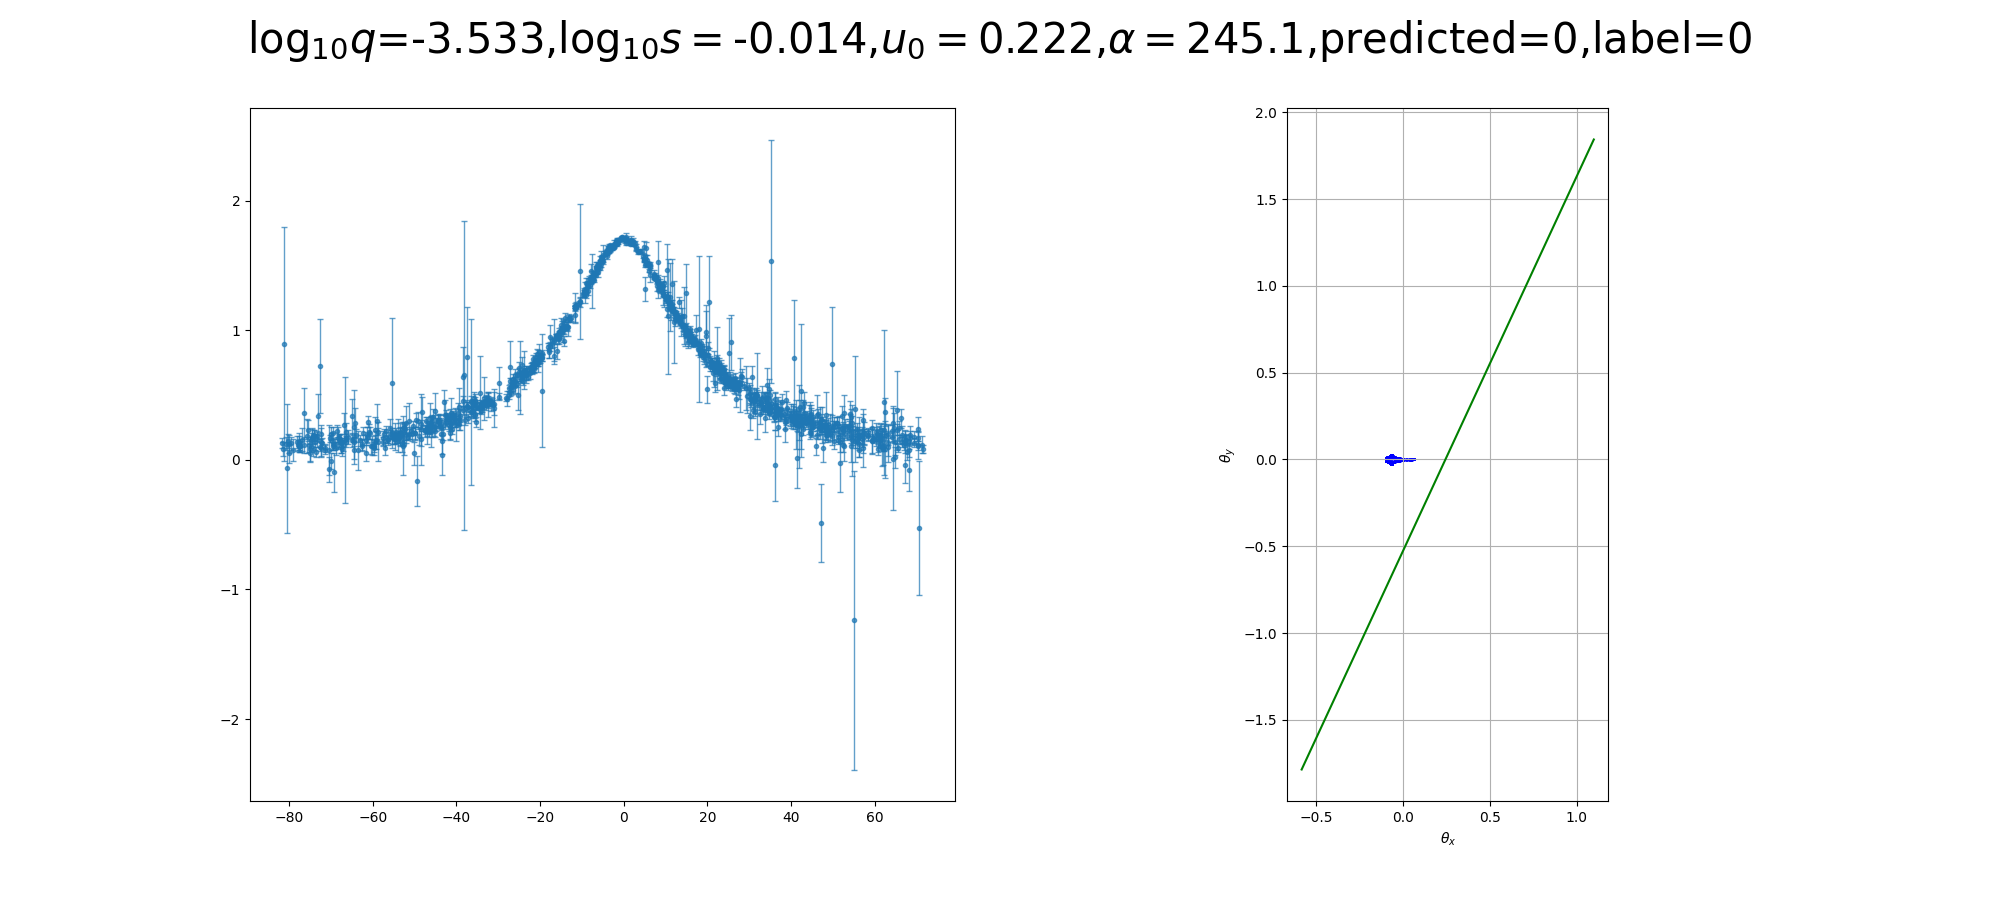 log₁₀q=-3.533,log₁₀s = -0.014,u₀ = 0.222,α = 245.1,predicted=0,label=0
2
1
0
−1
−2
−80 −60 −40 −20 0 20 40 60
2.0
1.5
1.0
0.5
0.0
−0.5
−1.0
−1.5
θy
−0.5 0.0 0.5 1.0
θx